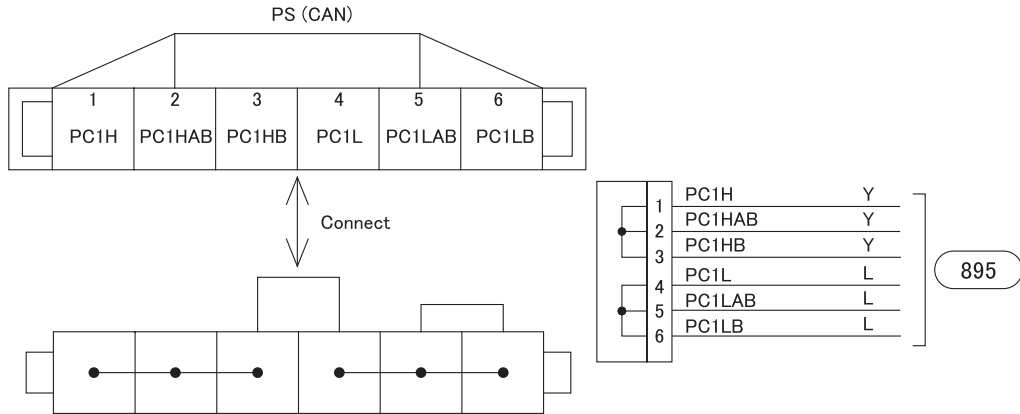 PS (CAN)
1 2 3 4 5 6
PC1H PC1HAB PC1HB PC1L PC1LAB PC1LB
Connect
1 PC1H Y
2 PC1HAB Y
3 PC1HB Y
4 PC1L L
5 PC1LAB L
6 PC1LB L
895